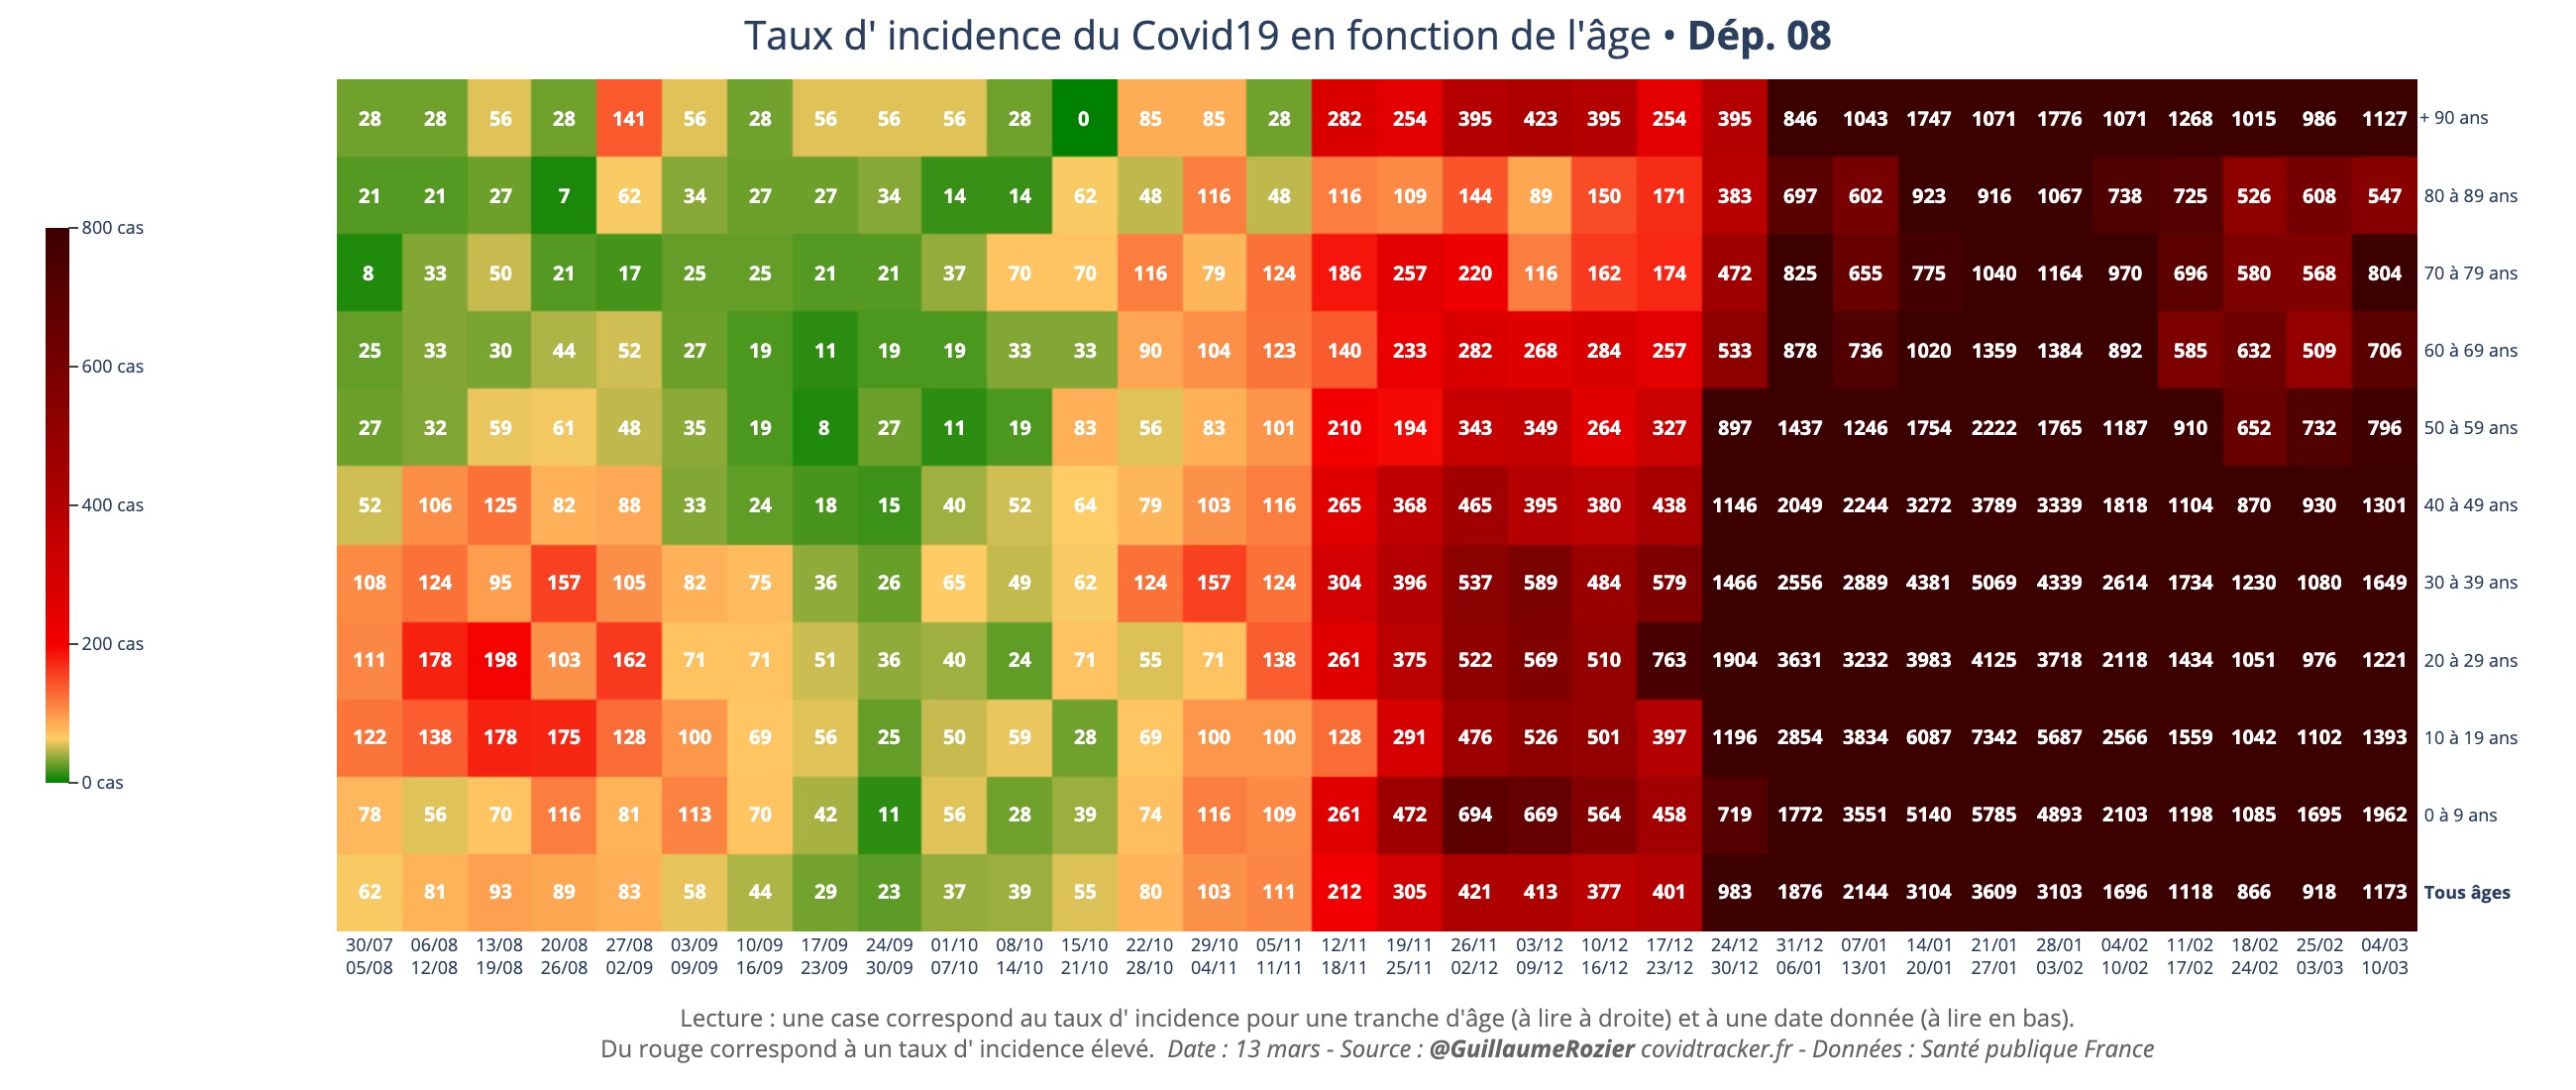 Taux d' incidence du Covid19 en fonction de l'âge • Dép. 08
800 cas
600 cas
400 cas
200 cas
0 cas
28 28 56 28 141 56 28 56 56 56 28 0 85 85 28 282 254 395 423 395 254 395 846 1043 1747 1071 1776 1071 1268 1015 986 1127 + 90 ans
21 21 27 7 62 34 27 27 34 14 14 62 48 116 48 116 109 144 89 150 171 383 697 602 923 916 1067 738 725 526 608 547 80 à 89 ans
8 33 50 21 17 25 25 21 21 37 70 70 116 79 124 186 257 220 116 162 174 472 825 655 775 1040 1164 970 696 580 568 804 70 à 79 ans
25 33 30 44 52 27 19 11 19 19 33 33 90 104 123 140 233 282 268 284 257 533 878 736 1020 1359 1384 892 585 632 509 706 60 à 69 ans
27 32 59 61 48 35 19 8 27 11 19 83 56 83 101 210 194 343 349 264 327 897 1437 1246 1754 2222 1765 1187 910 652 732 796 50 à 59 ans
52 106 125 82 88 33 24 18 15 40 52 64 79 103 116 265 368 465 395 380 438 1146 2049 2244 3272 3789 3339 1818 1104 870 930 1301 40 à 49 ans
108 124 95 157 105 82 75 36 26 65 49 62 124 157 124 304 396 537 589 484 579 1466 2556 2889 4381 5069 4339 2614 1734 1230 1080 1649 30 à 39 ans
111 178 198 103 162 71 71 51 36 40 24 71 55 71 138 261 375 522 569 510 763 1904 3631 3232 3983 4125 3718 2118 1434 1051 976 1221 20 à 29 ans
122 138 178 175 128 100 69 56 25 50 59 28 69 100 100 128 291 476 526 501 397 1196 2854 3834 6087 7342 5687 2566 1559 1042 1102 1393 10 à 19 ans
78 56 70 116 81 113 70 42 11 56 28 39 74 116 109 261 472 694 669 564 458 719 1772 3551 5140 5785 4893 2103 1198 1085 1695 1962 0 à 9 ans
62 81 93 89 83 58 44 29 23 37 39 55 80 103 111 212 305 421 413 377 401 983 1876 2144 3104 3609 3103 1696 1118 866 918 1173 Tous âges
30/07 06/08 13/08 20/08 27/08 03/09 10/09 17/09 24/09 01/10 08/10 15/10 22/10 29/10 05/11 12/11 19/11 26/11 03/12 10/12 17/12 24/12 31/12 07/01 14/01 21/01 28/01 04/02 11/02 18/02 25/02 04/03
05/08 12/08 19/08 26/08 02/09 09/09 16/09 23/09 30/09 07/10 14/10 21/10 28/10 04/11 11/11 18/11 25/11 02/12 09/12 16/12 23/12 30/12 06/01 13/01 20/01 27/01 03/02 10/02 17/02 24/02 03/03 10/03
Lecture : une case correspond au taux d' incidence pour une tranche d'âge (à lire à droite) et à une date donnée (à lire en bas).
Du rouge correspond à un taux d' incidence élevé. Date : 13 mars - Source : @GuillaumeRozier covidtracker.fr - Données : Santé publique France